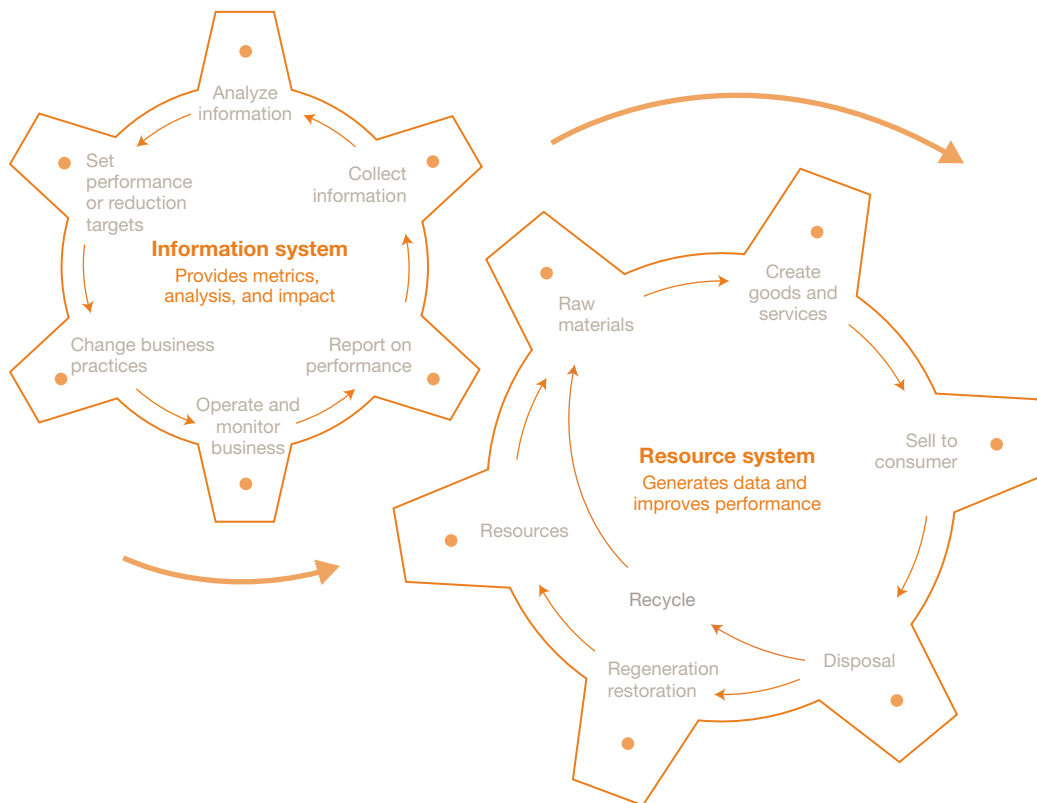 Analyze
information
Set
performance
or reduction
targets
Collect
information
Information system
Provides metrics,
analysis, and impact
Change business
practices
Report on
performance
Operate and
monitor
business
Raw
materials
Create
goods and
services
Resource system
Generates data and
improves performance
Sell to
consumer
Resources
Recycle
Regeneration
restoration
Disposal